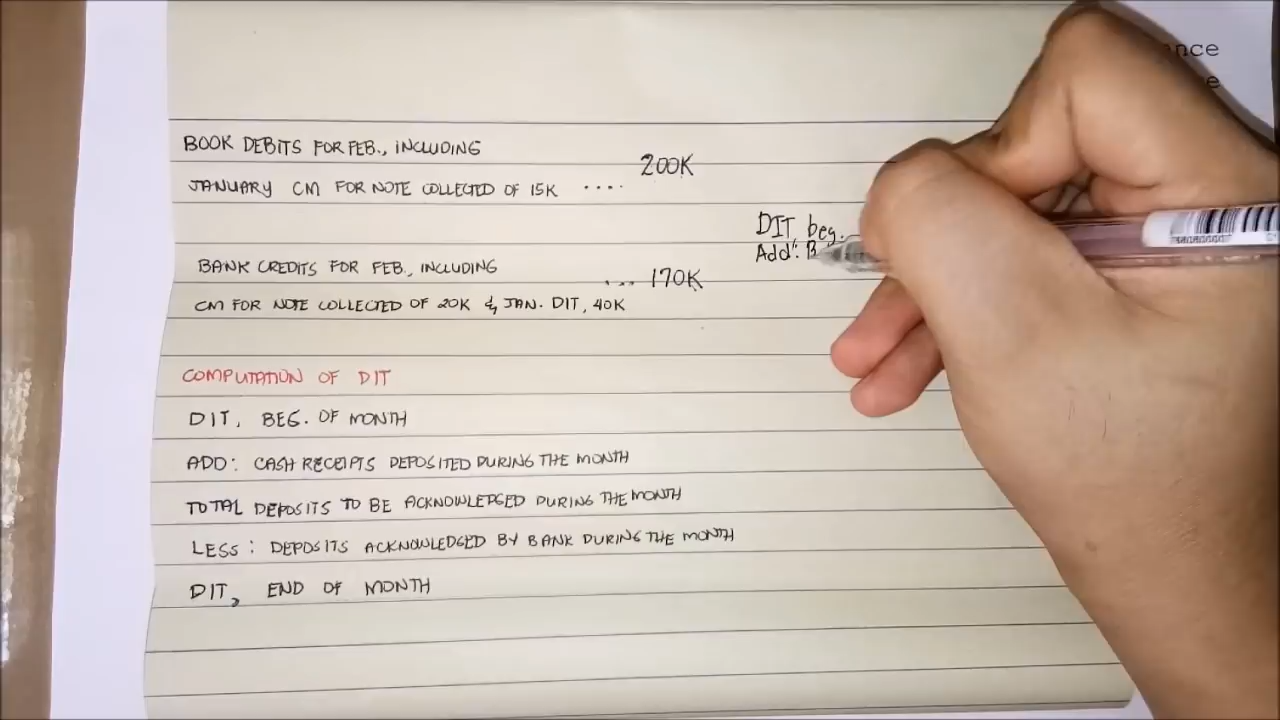 BOOK DEBITS FOR FEB., INCLUDING
JANUARY CM FOR NOTE COLLECTED OF 15K .... 200K
DIT beg.
Add: B
BANK CREDITS FOR FEB., INCLUDING
CM FOR NOTE COLLECTED OF 20K & JAN. DIT, 40K ... 170K
COMPUTATION OF DIT
DIT, BEG. OF MONTH
ADD: CASH RECEIPTS DEPOSITED DURING THE MONTH
TOTAL DEPOSITS TO BE ACKNOWLEDGED DURING THE MONTH
LESS: DEPOSITS ACKNOWLEDGED BY BANK DURING THE MONTH
DIT, END OF MONTH